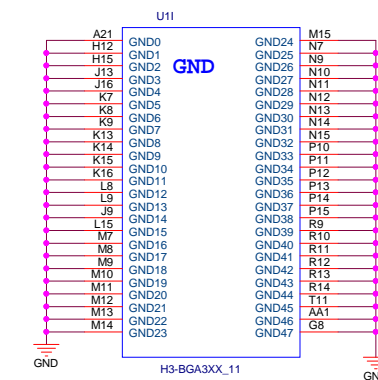 U1I
A21 GND0 GND24 M15
H12 GND1 GND25 N7
H15 GND2 GND GND26 N9
J13 GND3 GND27 N10
J16 GND4 GND28 N11
K7 GND5 GND29 N12
K8 GND6 GND30 N13
K9 GND7 GND31 N14
K13 GND8 GND32 N15
K14 GND9 GND33 P10
K15 GND10 GND34 P11
K16 GND11 GND35 P12
L8 GND12 GND36 P13
L9 GND13 GND37 P14
J9 GND14 GND38 P15
L15 GND15 GND39 R9
M7 GND16 GND40 R10
M8 GND17 GND41 R11
M9 GND18 GND42 R12
M10 GND19 GND43 R13
M11 GND20 GND44 R14
M12 GND21 GND45 T11
M13 GND22 GND46 AA1
M14 GND23 GND47 G8
GND H3-BGA3XX_11